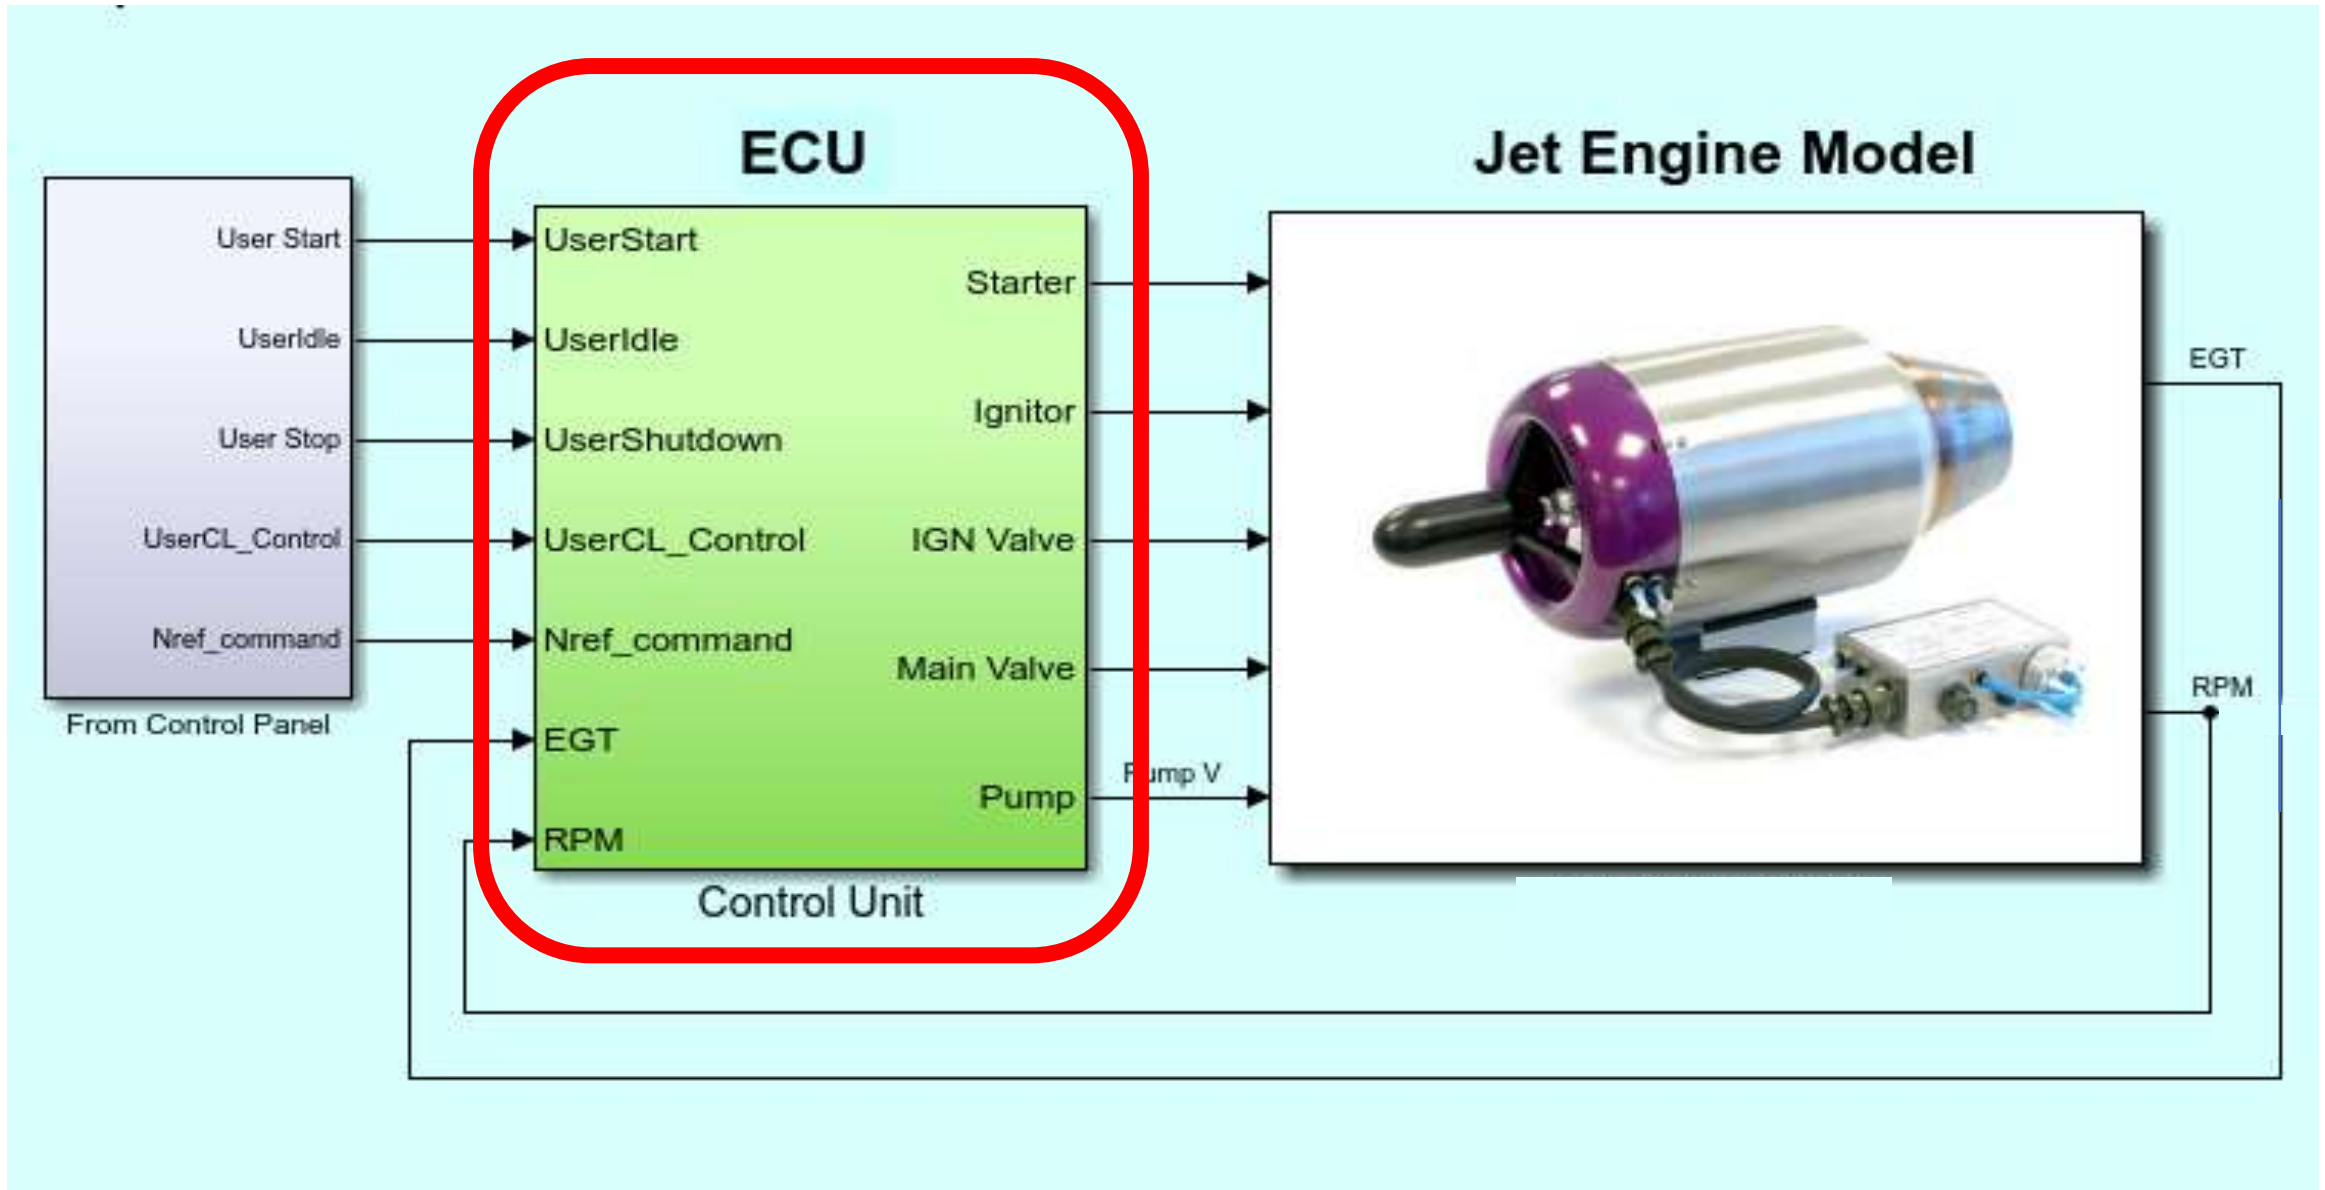 ECU
Jet Engine Model
User Start
UserIdle
User Stop
UserCL_Control
Nref_command
From Control Panel
UserStart
UserIdle
UserShutdown
UserCL_Control
Nref_command
EGT
RPM
Starter
Ignitor
IGN Valve
Main Valve
Pump
Control Unit
Pump V
EGT
RPM